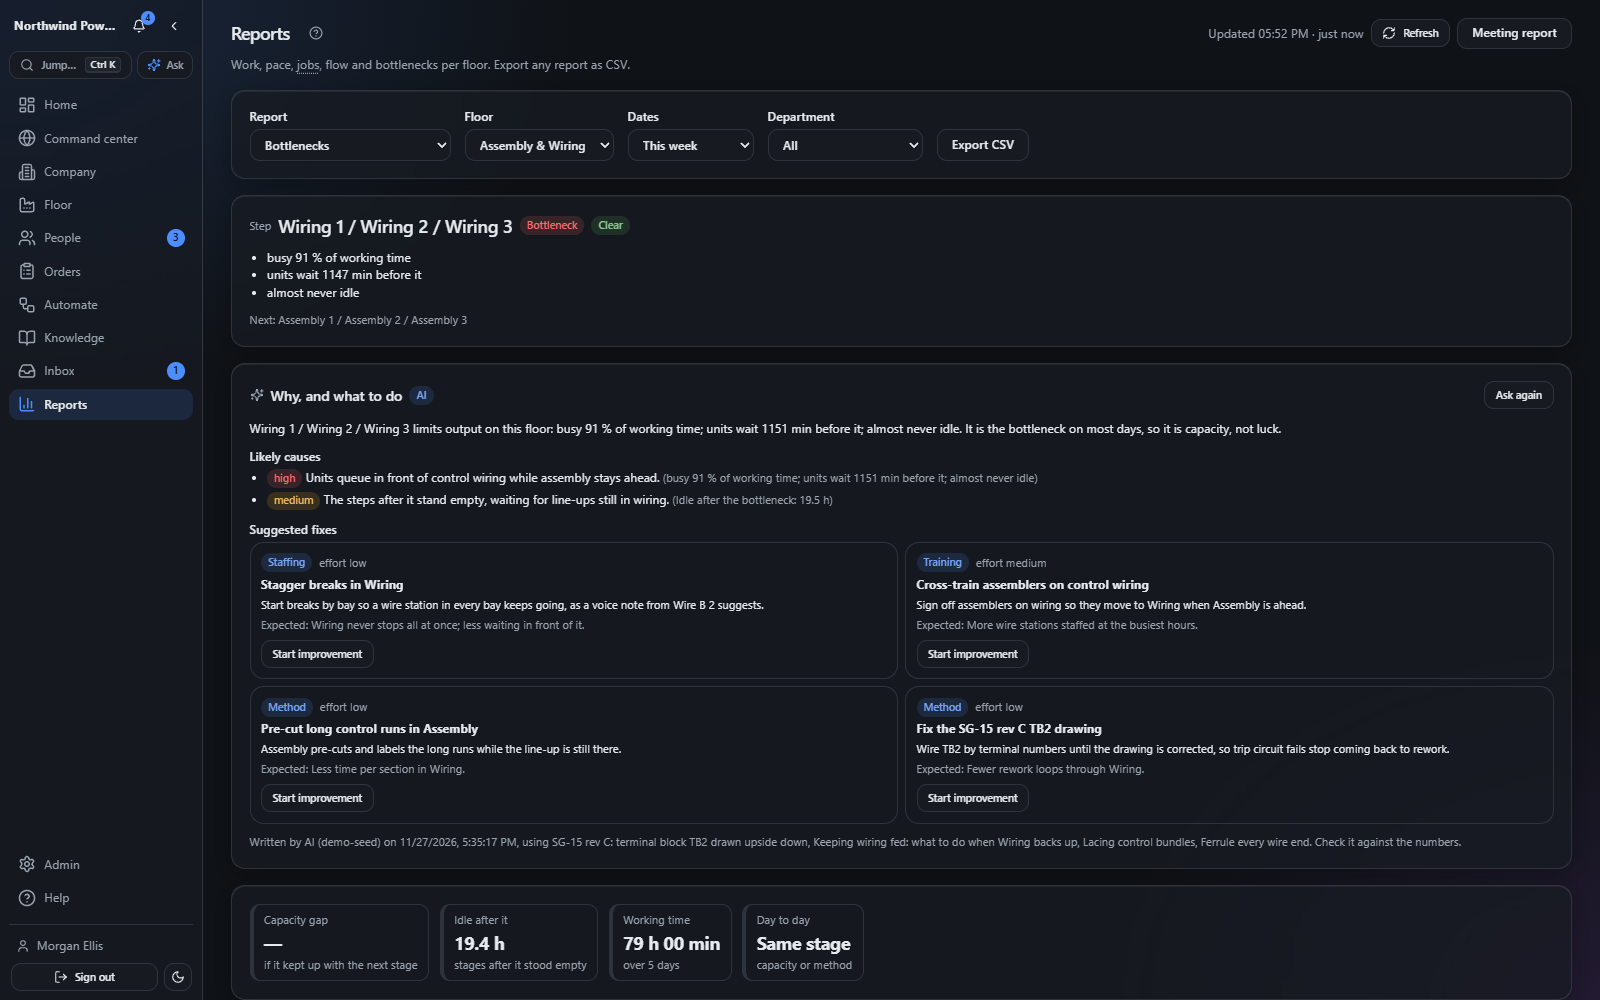 Northwind Pow...
4
Jump...
Ctrl K
Ask
Home
Command center
Company
Floor
People
3
Orders
Automate
Knowledge
Inbox
1
Reports
Admin
Help
Morgan Ellis
Sign out
Reports
Updated 05:52 PM · just now
Refresh
Meeting report
Work, pace, jobs, flow and bottlenecks per floor. Export any report as CSV.
Report
Floor
Dates
Department
Bottlenecks
Assembly & Wiring
This week
All
Export CSV
Step Wiring 1 / Wiring 2 / Wiring 3 Bottleneck Clear
• busy 91 % of working time
• units wait 1147 min before it
• almost never idle
Next: Assembly 1 / Assembly 2 / Assembly 3
Why, and what to do AI
Ask again
Wiring 1 / Wiring 2 / Wiring 3 limits output on this floor: busy 91 % of working time; units wait 1151 min before it; almost never idle. It is the bottleneck on most days, so it is capacity, not luck.
Likely causes
• high Units queue in front of control wiring while assembly stays ahead. (busy 91 % of working time; units wait 1151 min before it; almost never idle)
• medium The steps after it stand empty, waiting for line-ups still in wiring. (Idle after the bottleneck: 19.5 h)
Suggested fixes
Staffing effort low
Stagger breaks in Wiring
Start breaks by bay so a wire station in every bay keeps going, as a voice note from Wire B 2 suggests.
Expected: Wiring never stops all at once; less waiting in front of it.
Start improvement
Training effort medium
Cross-train assemblers on control wiring
Sign off assemblers on wiring so they move to Wiring when Assembly is ahead.
Expected: More wire stations staffed at the busiest hours.
Start improvement
Method effort low
Pre-cut long control runs in Assembly
Assembly pre-cuts and labels the long runs while the line-up is still there.
Expected: Less time per section in Wiring.
Start improvement
Method effort low
Fix the SG-15 rev C TB2 drawing
Wire TB2 by terminal numbers until the drawing is corrected, so trip circuit fails stop coming back to rework.
Expected: Fewer rework loops through Wiring.
Start improvement
Written by AI (demo-seed) on 11/27/2026, 5:35:17 PM, using SG-15 rev C: terminal block TB2 drawn upside down, Keeping wiring fed: what to do when Wiring backs up, Lacing control bundles, Ferrule every wire end. Check it against the numbers.
Capacity gap
—
if it kept up with the next stage
Idle after it
19.4 h
stages after it stood empty
Working time
79 h 00 min
over 5 days
Day to day
Same stage
capacity or method